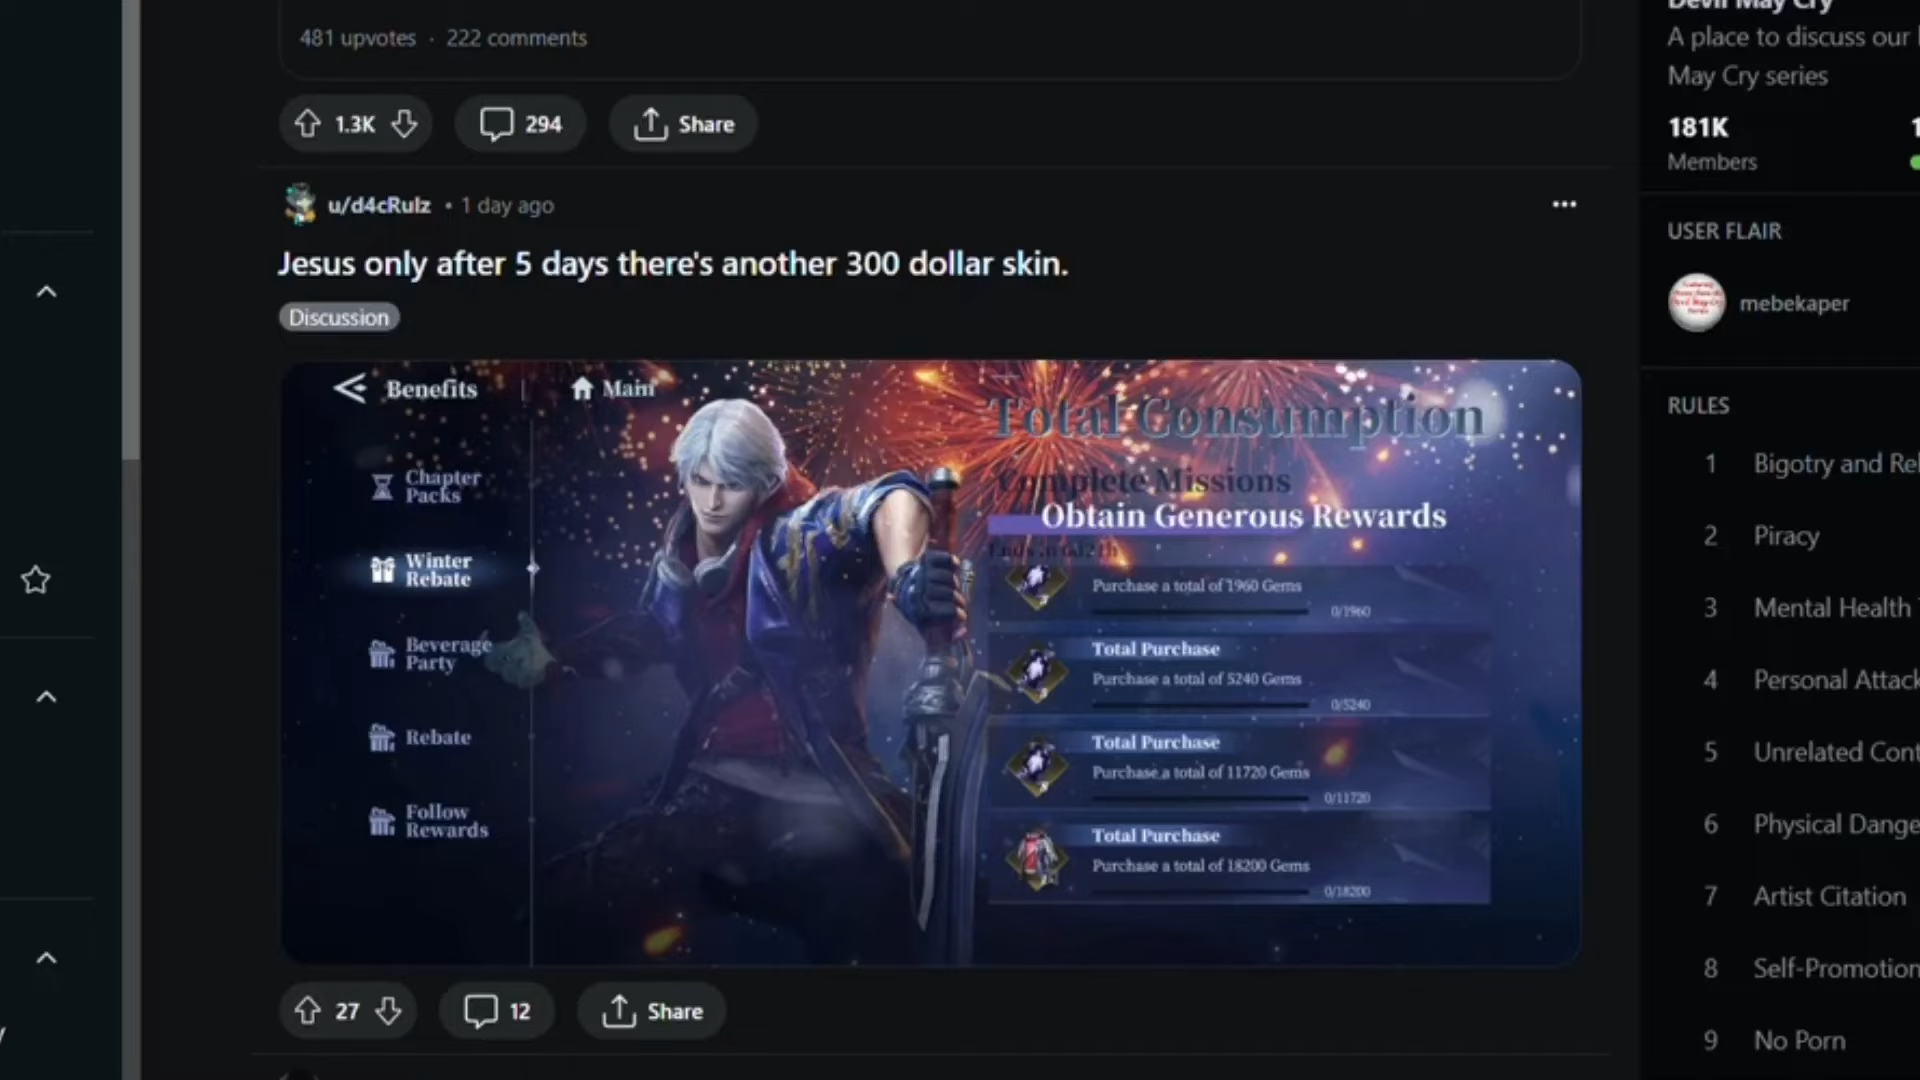 481 upvotes · 222 comments
1.3K
294
Share
u/d4cRulz • 1 day ago
Jesus only after 5 days there's another 300 dollar skin.
Discussion
Benefits
Main
Chapter
Packs
Winter
Rebate
Beverage
Party
Rebate
Follow
Rewards
Total Consumption
Complete Missions
Obtain Generous Rewards
Purchase a total of 1960 Gems
0/1960
Total Purchase
Purchase a total of 5240 Gems
0/5240
Total Purchase
Purchase a total of 11720 Gems
0/11720
Total Purchase
Purchase a total of 18200 Gems
0/18200
27
12
Share
Devil May Cry
A place to discuss our
May Cry series
181K
Members
USER FLAIR
mebekaper
RULES
1 Bigotry and Rel
2 Piracy
3 Mental Health
4 Personal Attack
5 Unrelated Cont
6 Physical Dange
7 Artist Citation
8 Self-Promotion
9 No Porn